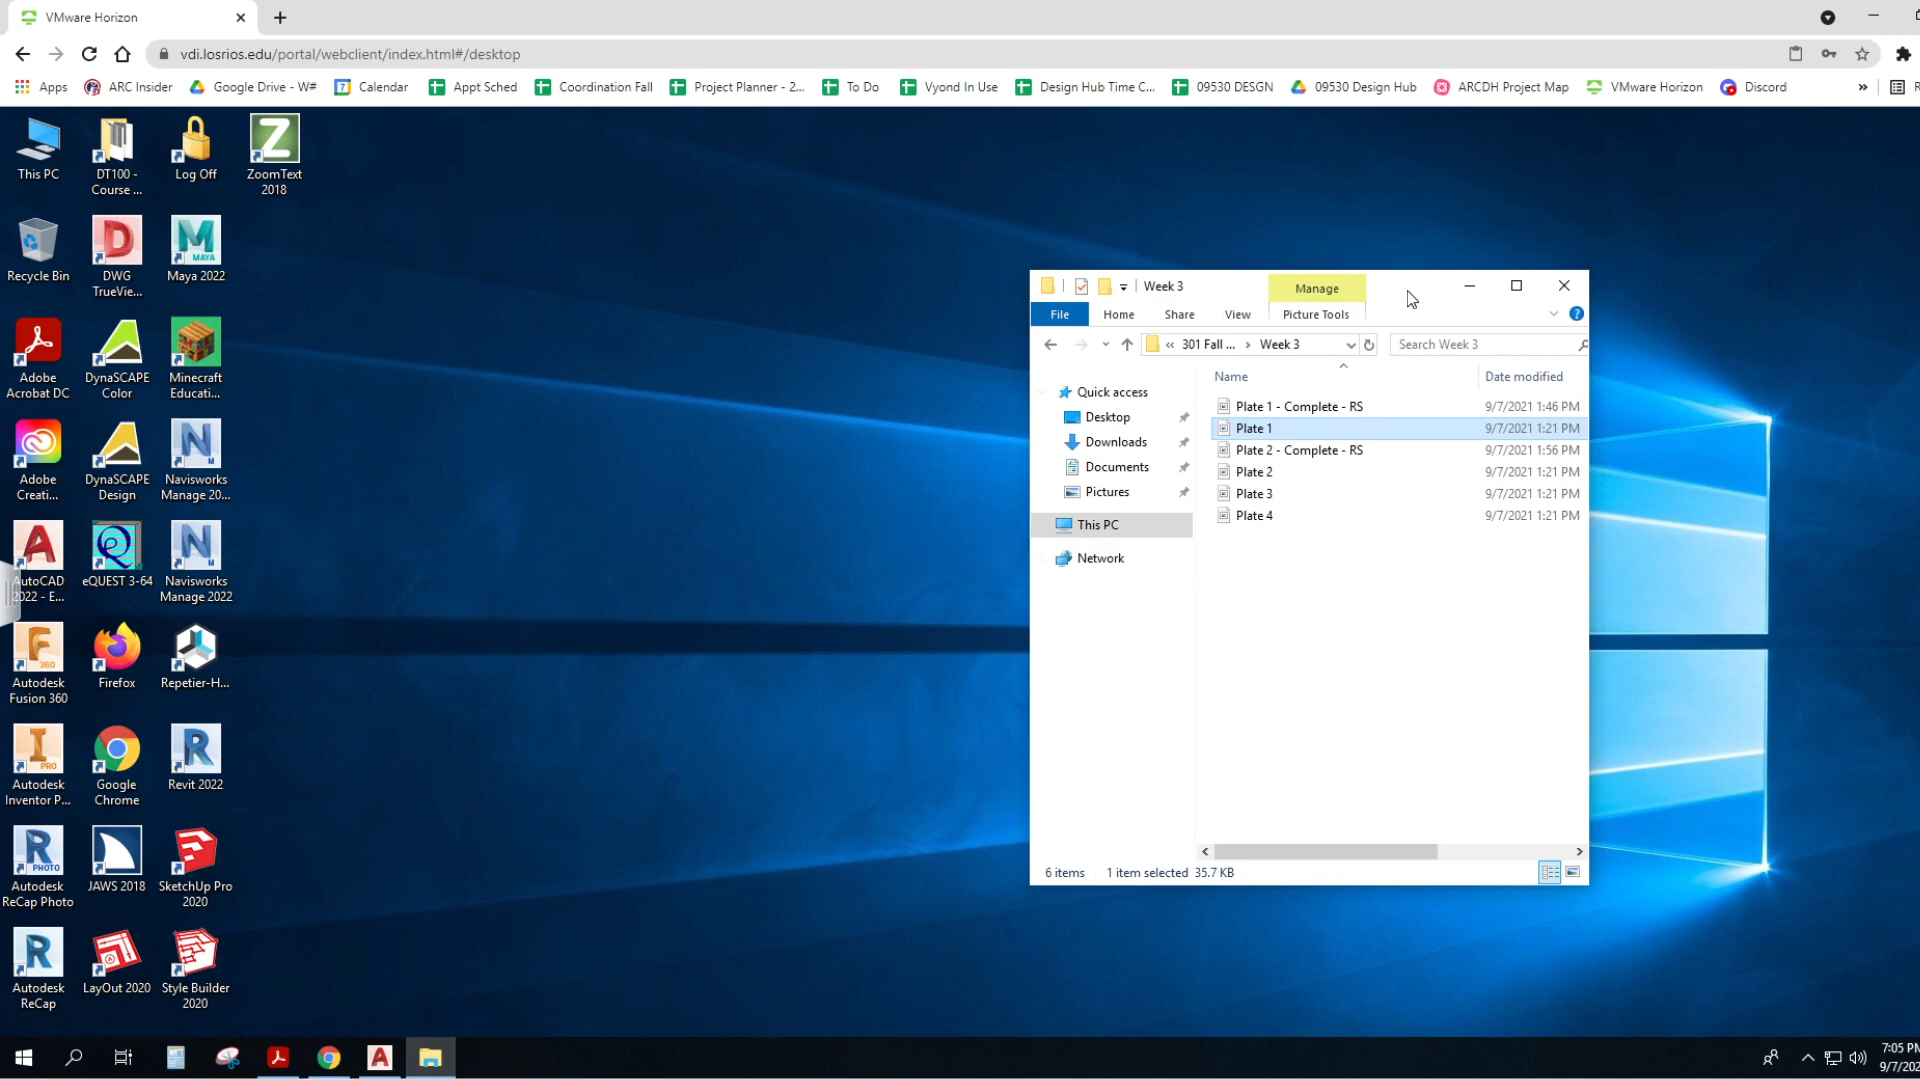 VMware Horizon
vdi.losrios.edu/portal/webclient/index.html#/desktop
Apps ARC Insider Google Drive - W# 7 Calendar Appt Sched Coordination Fall Project Planner - 2... To Do Vyond In Use Design Hub Time C... 09530 DESGN 09530 Design Hub ARCDH Project Map VMware Horizon Discord » R
This PC
DT100 -
Course ...
Log Off
Z
ZoomText
2018
Recycle Bin
D
DWG
TrueVie...
M
MAYA
Maya 2022
Adobe
Acrobat DC
DynaSCAPE
Color
Minecraft
Educati...
Adobe
Creati...
DynaSCAPE
Design
N
M
Navisworks
Manage 20...
A
AutoCAD
2022 - E...
Q
eQUEST 3-64
N
M
Navisworks
Manage 2022
F
360
Autodesk
Fusion 360
Firefox
Repetier-H...
I
PRO
Autodesk
Inventor P...
Google
Chrome
R
Revit 2022
R
PHOTO
Autodesk
ReCap Photo
JAWS 2018
SketchUp Pro
2020
R
Autodesk
ReCap
LayOut 2020
Style Builder
2020
Week 3
Manage
File Home Share View Picture Tools ?
« 301 Fall ... > Week 3 Search Week 3
Name Date modified
Quick access
Desktop
Downloads
Documents
Pictures
This PC
Network
Plate 1 - Complete - RS 9/7/2021 1:46 PM
Plate 1 9/7/2021 1:21 PM
Plate 2 - Complete - RS 9/7/2021 1:56 PM
Plate 2 9/7/2021 1:21 PM
Plate 3 9/7/2021 1:21 PM
Plate 4 9/7/2021 1:21 PM
6 items 1 item selected 35.7 KB
A
7:05 PM
9/7/202